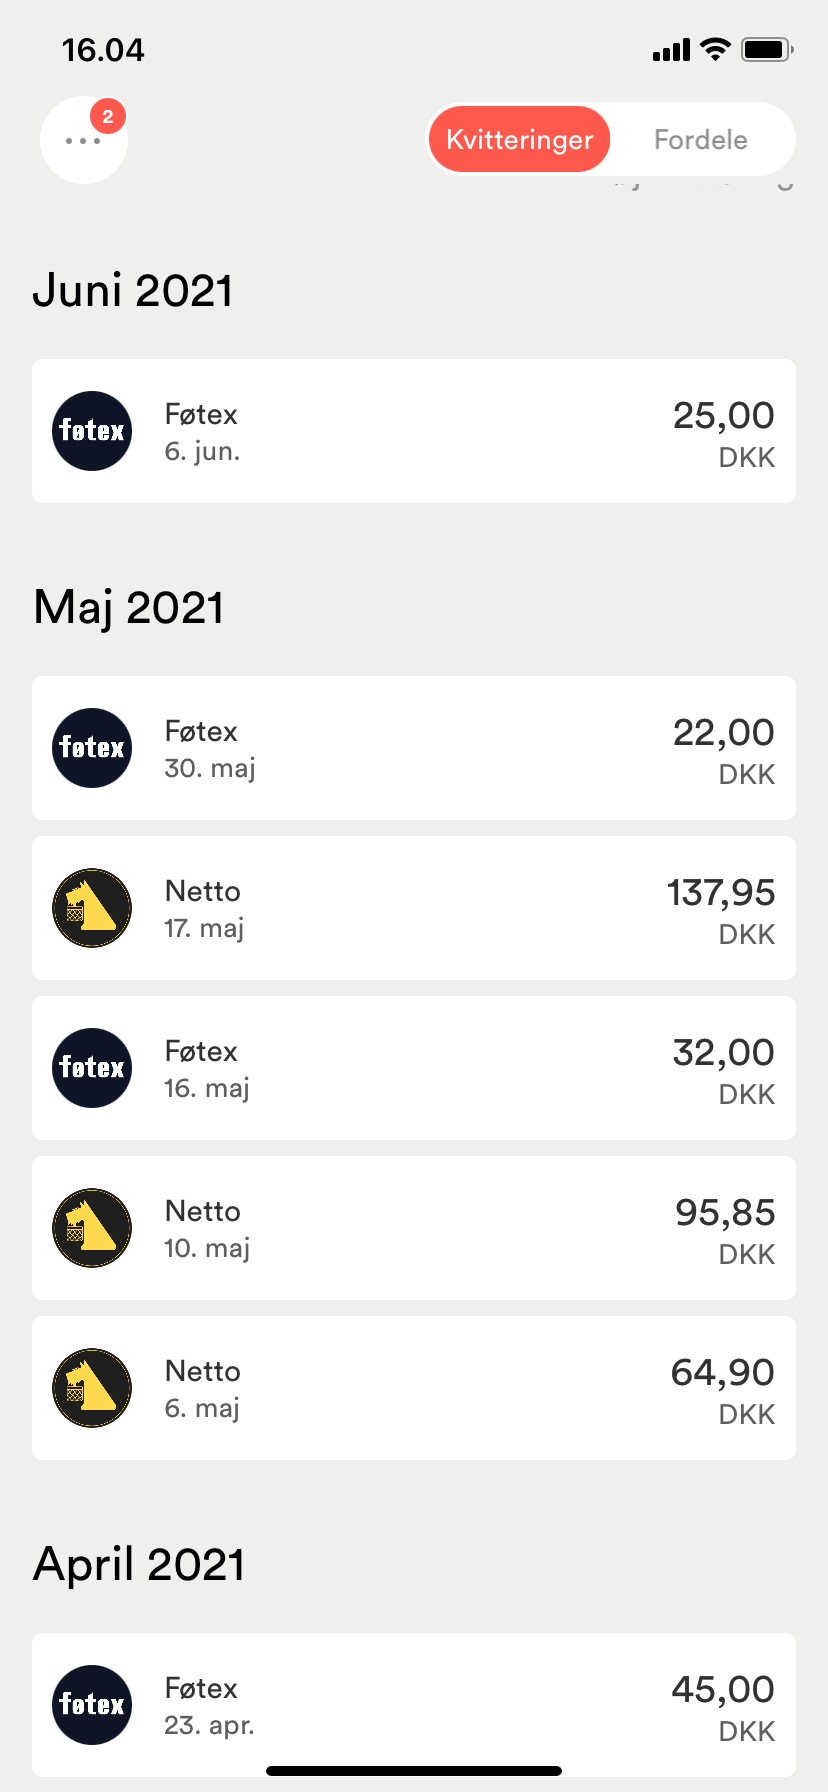 16.04
2
Kvitteringer
Fordele
Juni 2021
føtex
Føtex
6. jun.
25,00
DKK
Maj 2021
føtex
Føtex
30. maj
22,00
DKK
Netto
17. maj
137,95
DKK
føtex
Føtex
16. maj
32,00
DKK
Netto
10. maj
95,85
DKK
Netto
6. maj
64,90
DKK
April 2021
føtex
Føtex
23. apr.
45,00
DKK